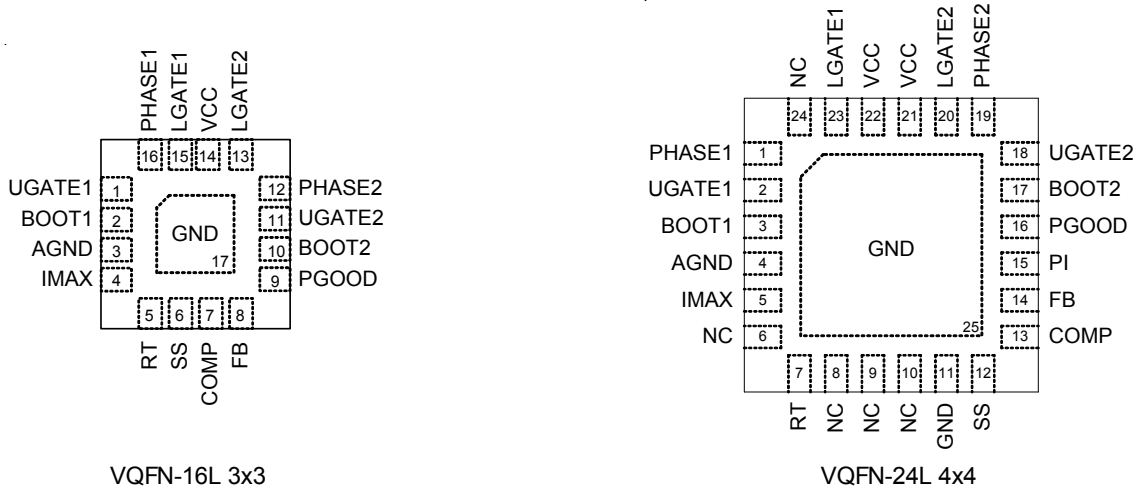 PHASE1
LGATE1
VCC
LGATE2
16
15
14
13
UGATE1 1
BOOT1 2
AGND 3
IMAX 4
GND
17
12 PHASE2
11 UGATE2
10 BOOT2
9 PGOOD
5
6
7
8
RT
SS
COMP
FB
VQFN-16L 3x3
NC
LGATE1
VCC
VCC
LGATE2
PHASE2
24
23
22
21
20
19
PHASE1 1
UGATE1 2
BOOT1 3
AGND 4
IMAX 5
NC 6
GND
25
18 UGATE2
17 BOOT2
16 PGOOD
15 PI
14 FB
13 COMP
7
8
9
10
11
12
RT
NC
NC
NC
GND
SS
VQFN-24L 4x4